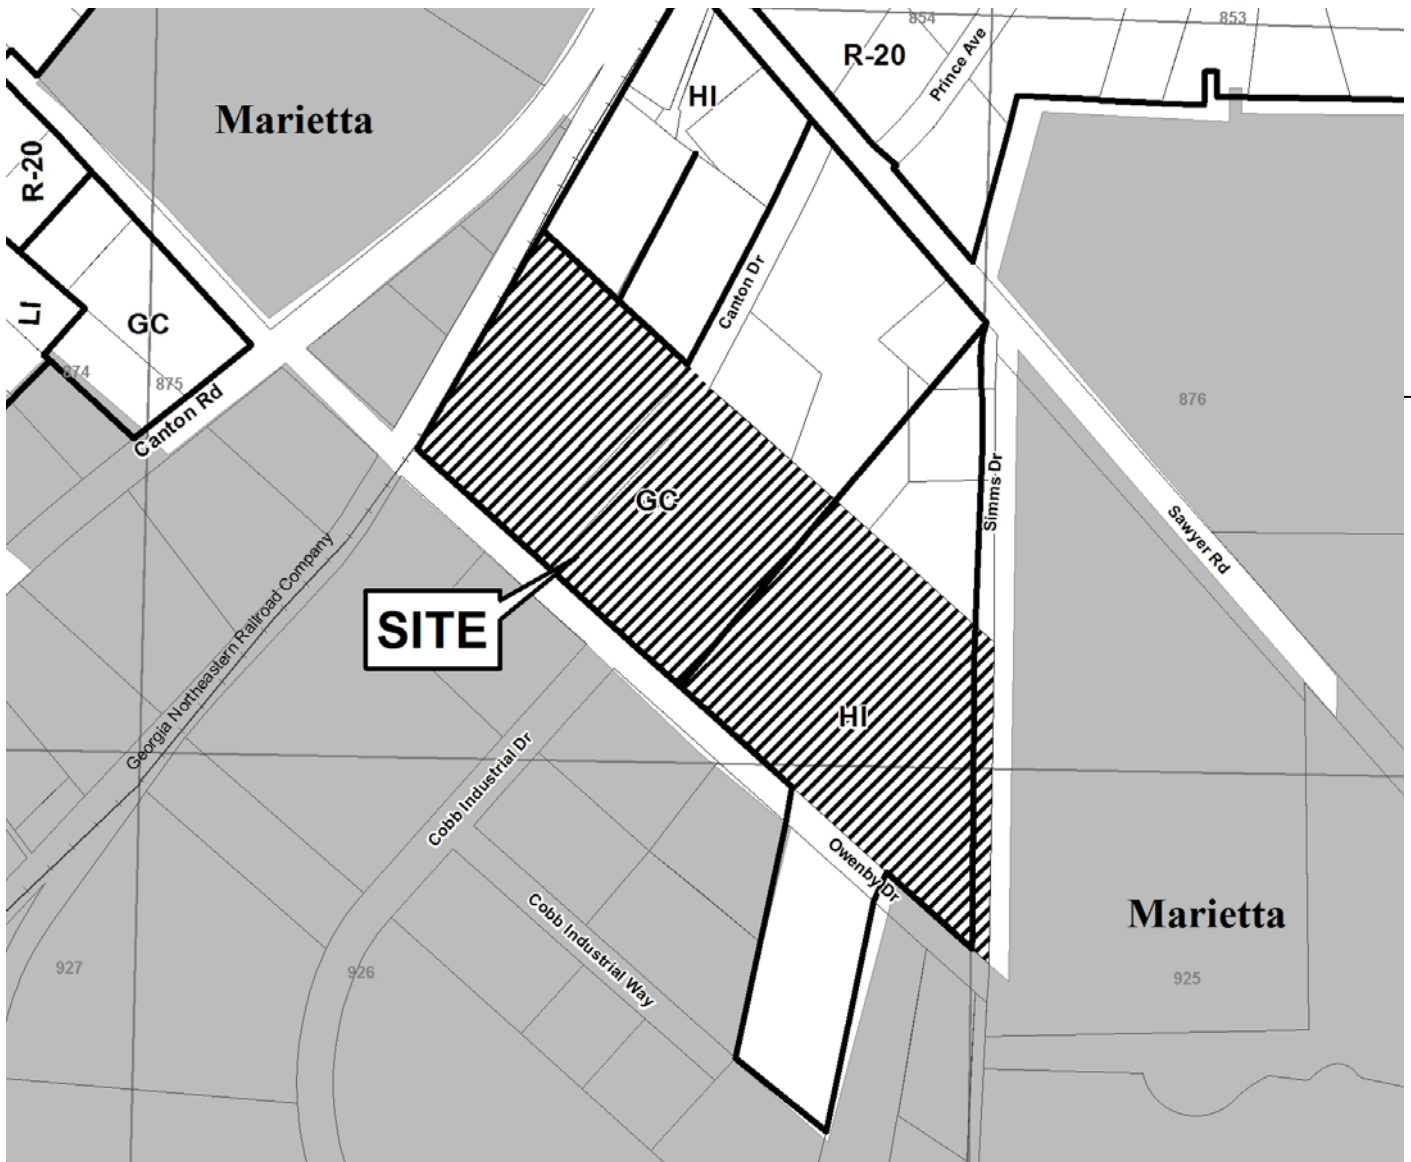 854
853
R-20
Prince Ave
HI
Marietta
R-20
Canton Dr
LI
GC
874
875
Canton Rd
876
GC
Simms Dr
Sawyer Rd
Georgia Northeastern Railroad Company
SITE
HI
Cobb Industrial Dr
Owenby Dr
Marietta
Cobb Industrial Way
927
926
925